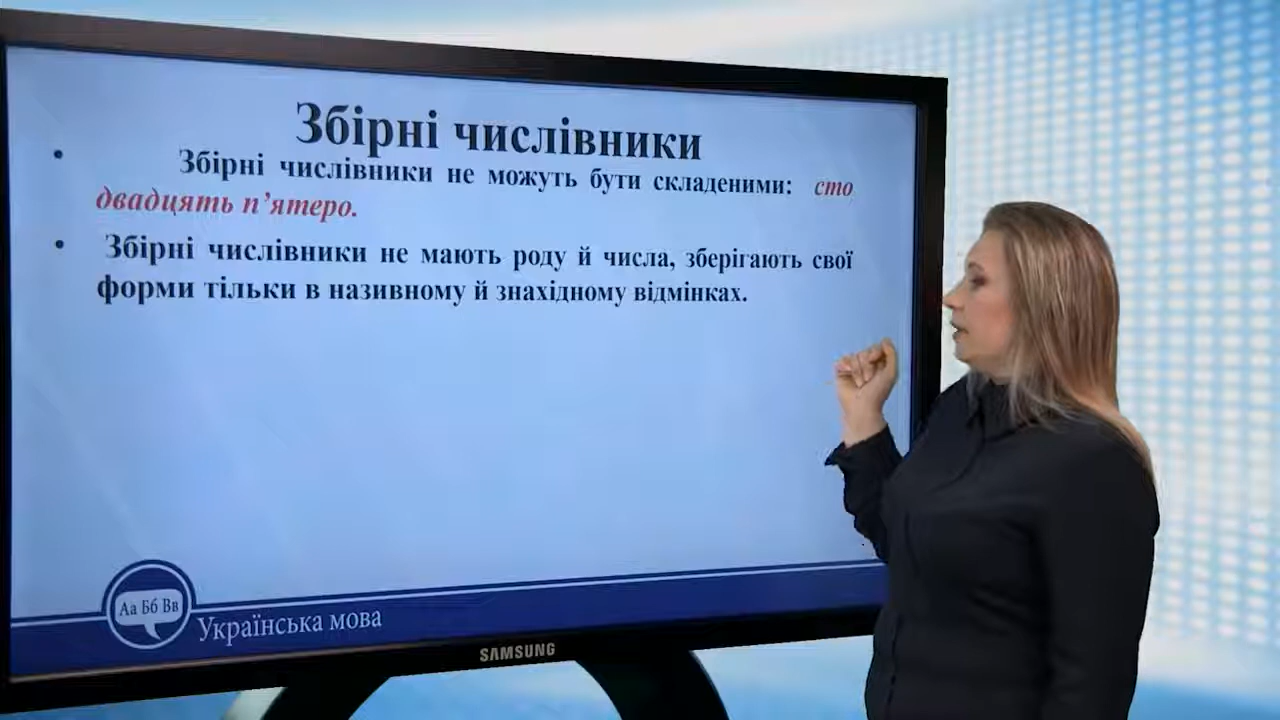 Збірні числівники
Збірні числівники не можуть бути складеними: сто
двадцять п’ятеро.
Збірні числівники не мають роду й числа, зберігають свої
форми тільки в називному й знахідному відмінках.
Аа Бб Вв
Українська мова
SAMSUNG